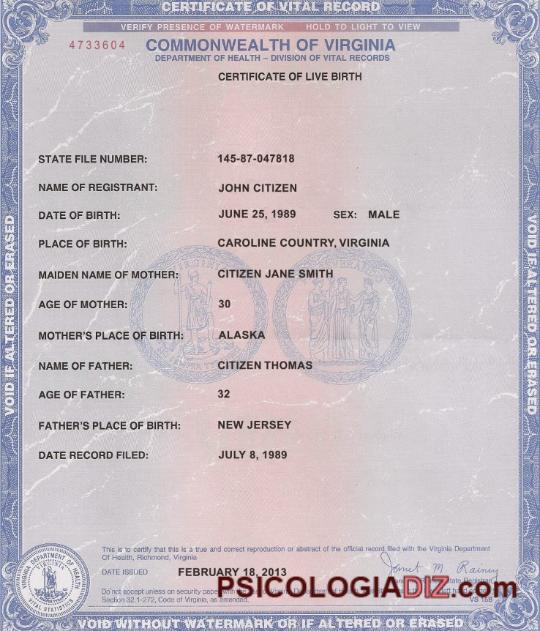 CERTIFICATE OF VITAL RECORD
VERIFY PRESENCE OF WATERMARK HOLD TO LIGHT TO VIEW
4733604
COMMONWEALTH OF VIRGINIA
DEPARTMENT OF HEALTH – DIVISION OF VITAL RECORDS
CERTIFICATE OF LIVE BIRTH
STATE FILE NUMBER: 145-87-047818
NAME OF REGISTRANT: JOHN CITIZEN
DATE OF BIRTH: JUNE 25, 1989 SEX: MALE
PLACE OF BIRTH: CAROLINE COUNTRY, VIRGINIA
MAIDEN NAME OF MOTHER: CITIZEN JANE SMITH
AGE OF MOTHER: 30
MOTHER'S PLACE OF BIRTH: ALASKA
NAME OF FATHER: CITIZEN THOMAS
AGE OF FATHER: 32
FATHER'S PLACE OF BIRTH: NEW JERSEY
DATE RECORD FILED: JULY 8, 1989
VOID IF ALTERED OR ERASED
VOID IF ALTERED OR ERASED
This is to certify that this is a true and correct reproduction or abstract of the official record filed with the Virginia Department
Of Health, Richmond, Virginia
DATE ISSUED FEBRUARY 18, 2013
Janet M. Rainey
State Registrar
Do not accept unless on security paper
Section 32.1-272, Code of Virginia, as amended.
VS 15B
PSICOLOGIADIZ.com
VIRGINIA DEPARTMENT OF HEALTH
VITAL STATISTICS
VOID WITHOUT WATERMARK OR IF ALTERED OR ERASED